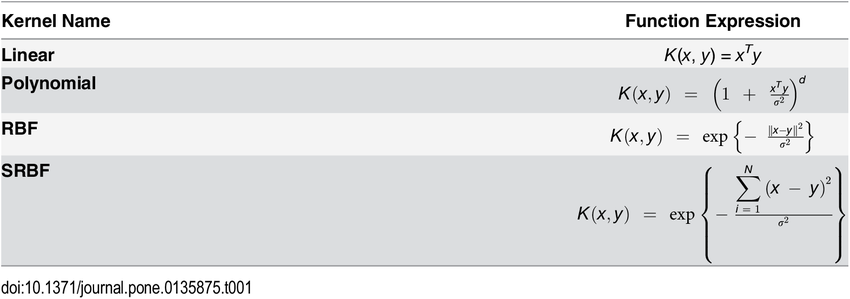 Kernel Name Function Expression
Linear K(x, y) = x^T y
Polynomial K(x,y) = (1 + x^T y / σ^2)^d
RBF K(x,y) = exp{− ‖x−y‖^2 / σ^2}
SRBF K(x,y) = exp{− ∑_{i = 1}^{N} (x − y)^2 / σ^2}
doi:10.1371/journal.pone.0135875.t001